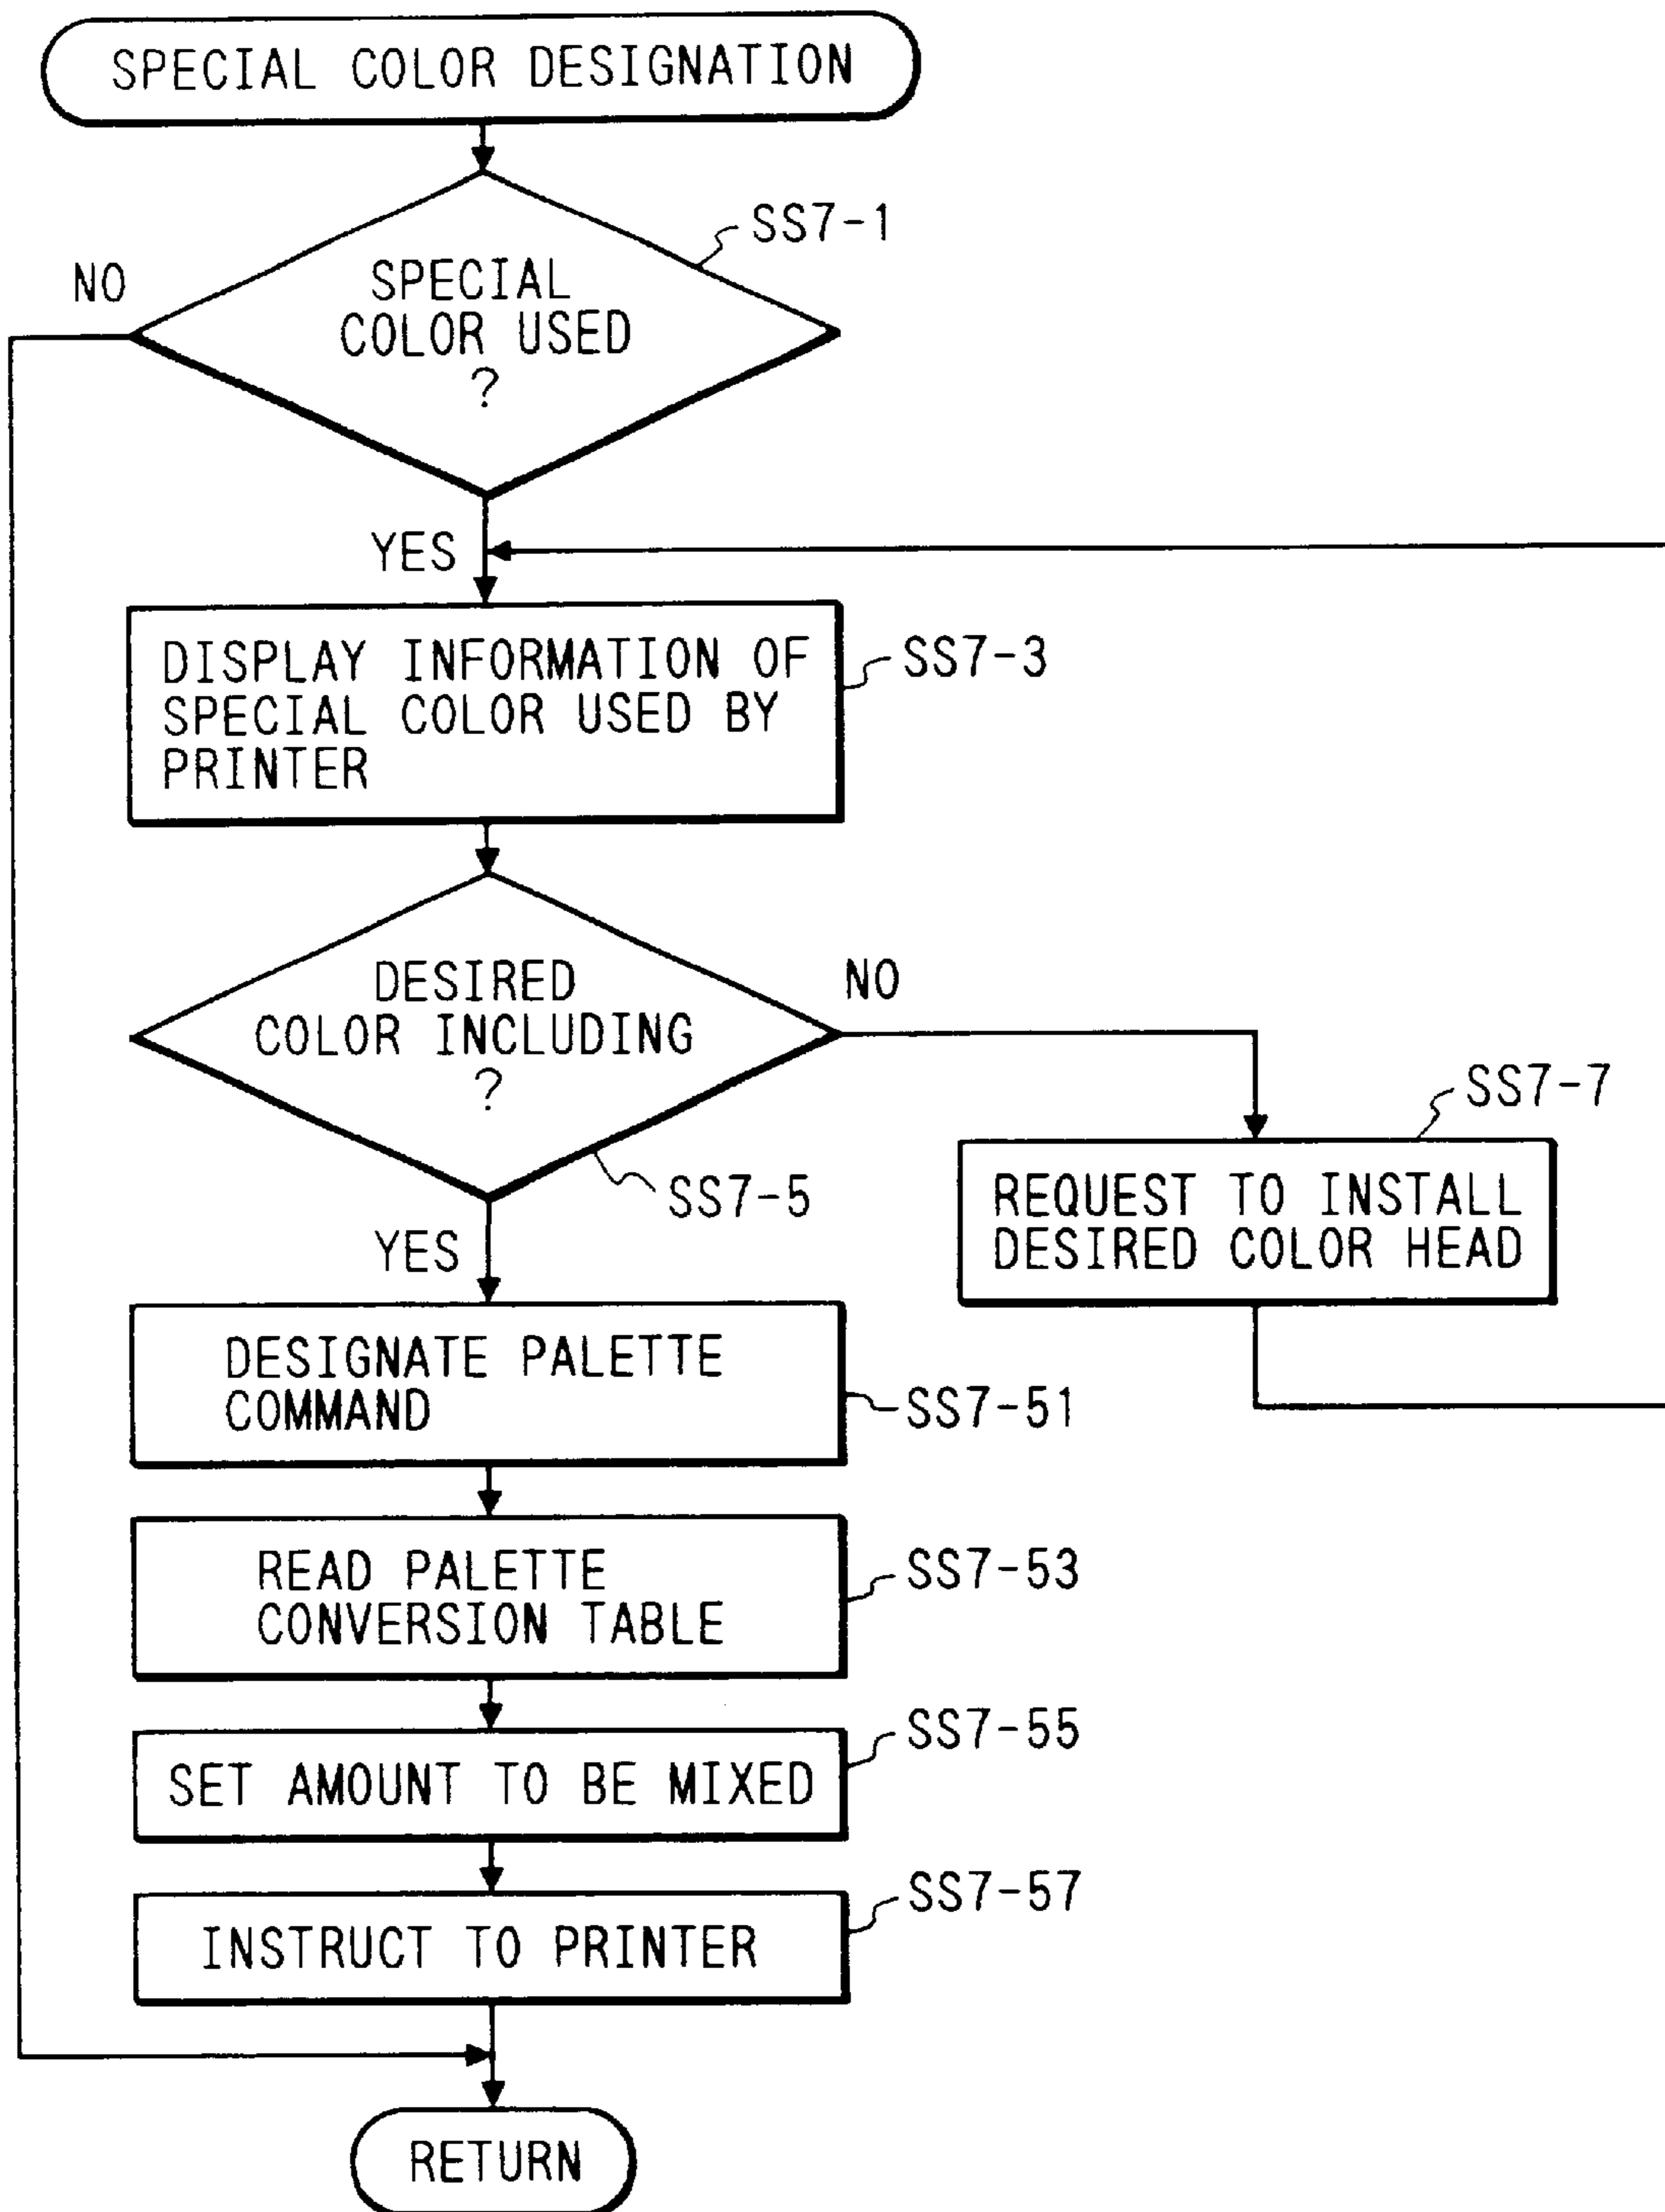 SPECIAL COLOR DESIGNATION
SS7-1
NO
SPECIAL
COLOR USED
?
YES
DISPLAY INFORMATION OF
SPECIAL COLOR USED BY
PRINTER
SS7-3
DESIRED
COLOR INCLUDING
?
NO
SS7-5
YES
SS7-7
REQUEST TO INSTALL
DESIRED COLOR HEAD
DESIGNATE PALETTE
COMMAND
SS7-51
READ PALETTE
CONVERSION TABLE
SS7-53
SET AMOUNT TO BE MIXED
SS7-55
INSTRUCT TO PRINTER
SS7-57
RETURN